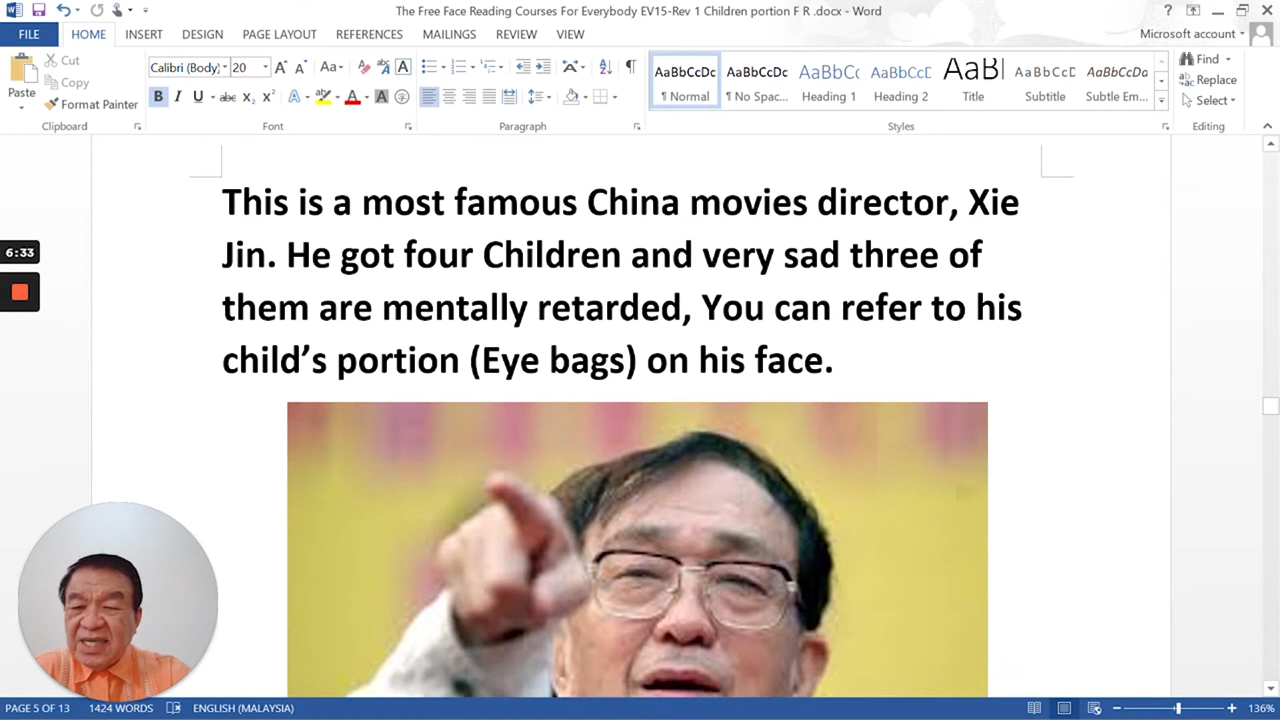 The Free Face Reading Courses For Everybody EV15-Rev 1 Children portion F R .docx - Word
FILE HOME INSERT DESIGN PAGE LAYOUT REFERENCES MAILINGS REVIEW VIEW Microsoft account
Paste Cut Copy Format Painter
Calibri (Body) 20
AaBbCcDc AaBbCcDc AaBbCc AaBbCcD AaB AaBbCcD AaBbCcDa
¶ Normal ¶ No Spac... Heading 1 Heading 2 Title Subtitle Subtle Em...
Find Replace Select
Clipboard Font Paragraph Styles Editing
This is a most famous China movies director, Xie
Jin. He got four Children and very sad three of
them are mentally retarded, You can refer to his
child’s portion (Eye bags) on his face.
6:33
PAGE 5 OF 13 1424 WORDS ENGLISH (MALAYSIA) 136%